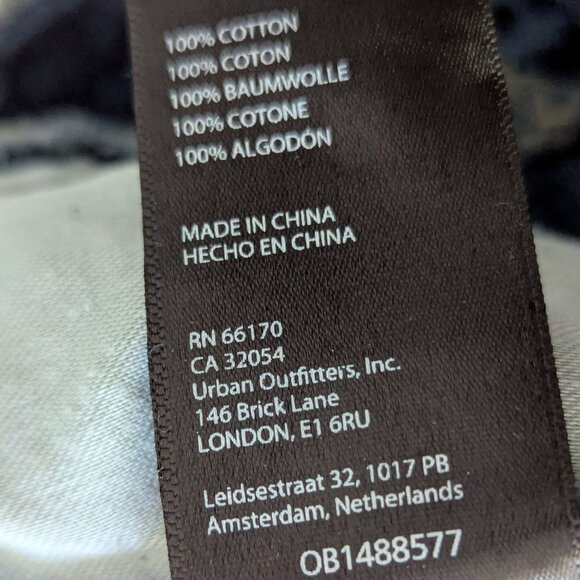 100% COTTON
100% COTON
100% BAUMWOLLE
100% COTONE
100% ALGODÓN
MADE IN CHINA
HECHO EN CHINA
RN 66170
CA 32054
Urban Outfitters, Inc.
146 Brick Lane
LONDON, E1 6RU
Leidsestraat 32, 1017 PB
Amsterdam, Netherlands
OB1488577